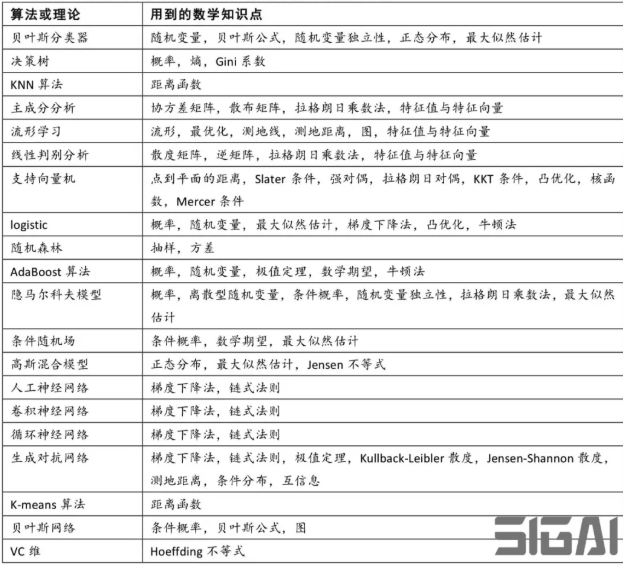 算法或理论 用到的数学知识点
贝叶斯分类器 随机变量，贝叶斯公式，随机变量独立性，正态分布，最大似然估计
决策树 概率，熵，Gini 系数
KNN 算法 距离函数
主成分分析 协方差矩阵，散布矩阵，拉格朗日乘数法，特征值与特征向量
流形学习 流形，最优化，测地线，测地距离，图，特征值与特征向量
线性判别分析 散度矩阵，逆矩阵，拉格朗日乘数法，特征值与特征向量
支持向量机 点到平面的距离，Slater 条件，强对偶，拉格朗日对偶，KKT 条件，凸优化，核函
数，Mercer 条件
logistic 概率，随机变量，最大似然估计，梯度下降法，凸优化，牛顿法
随机森林 抽样，方差
AdaBoost 算法 概率，随机变量，极值定理，数学期望，牛顿法
隐马尔科夫模型 概率，离散型随机变量，条件概率，随机变量独立性，拉格朗日乘数法，最大似然
估计
条件随机场 条件概率，数学期望，最大似然估计
高斯混合模型 正态分布，最大似然估计，Jensen 不等式
人工神经网络 梯度下降法，链式法则
卷积神经网络 梯度下降法，链式法则
循环神经网络 梯度下降法，链式法则
生成对抗网络 梯度下降法，链式法则，极值定理，Kullback-Leibler 散度，Jensen-Shannon 散度，
测地距离，条件分布，互信息
K-means 算法 距离函数
贝叶斯网络 条件概率，贝叶斯公式，图
VC 维 Hoeffding 不等式
SIGAI